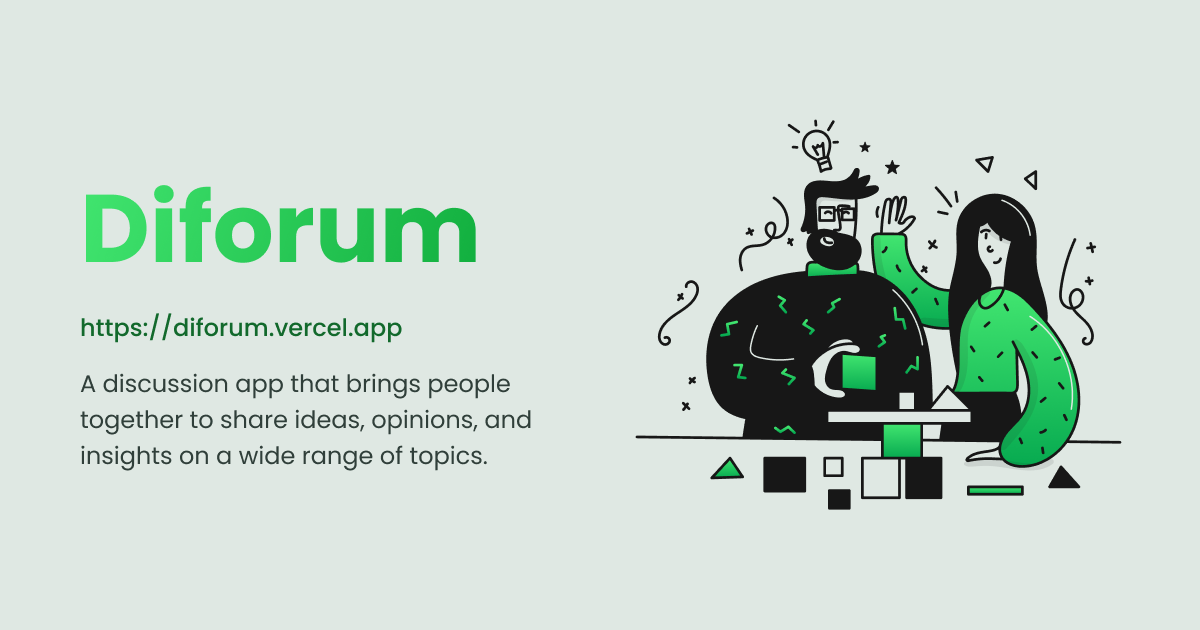 Diforum
https://diforum.vercel.app
A discussion app that brings people
together to share ideas, opinions, and
insights on a wide range of topics.